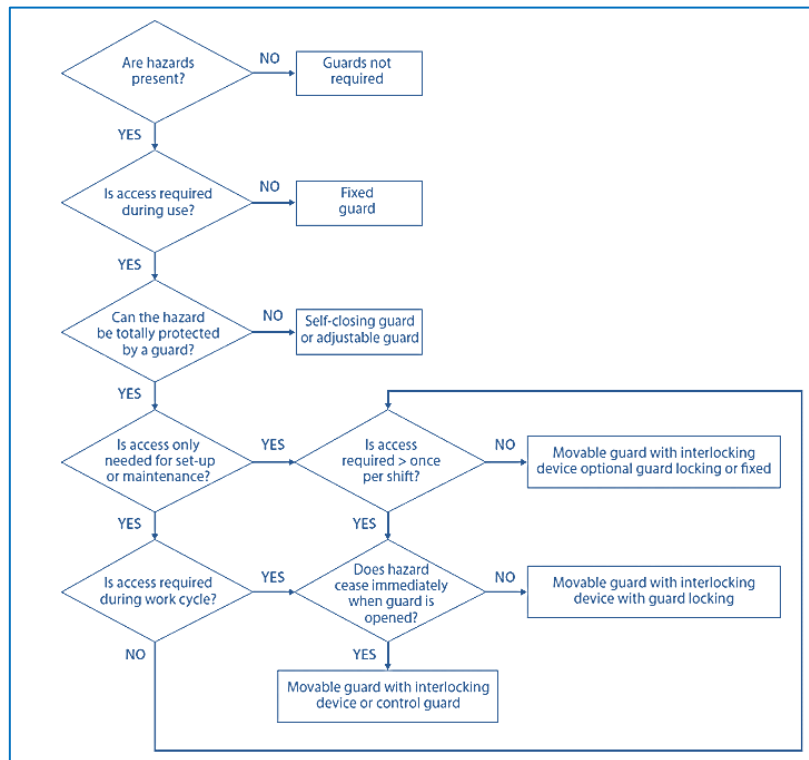 Are hazards
present?
NO
Guards not
required
YES
Is access required
during use?
NO
Fixed
guard
YES
Can the hazard
be totally protected
by a guard?
NO
Self-closing guard
or adjustable guard
YES
Is access only
needed for set-up
or maintenance?
YES
Is access
required > once
per shift?
NO
Movable guard with interlocking
device optional guard locking or fixed
YES
YES
Is access required
during work cycle?
YES
Does hazard
cease immediately
when guard is
opened?
NO
Movable guard with interlocking
device with guard locking
NO
YES
Movable guard with interlocking
device or control guard